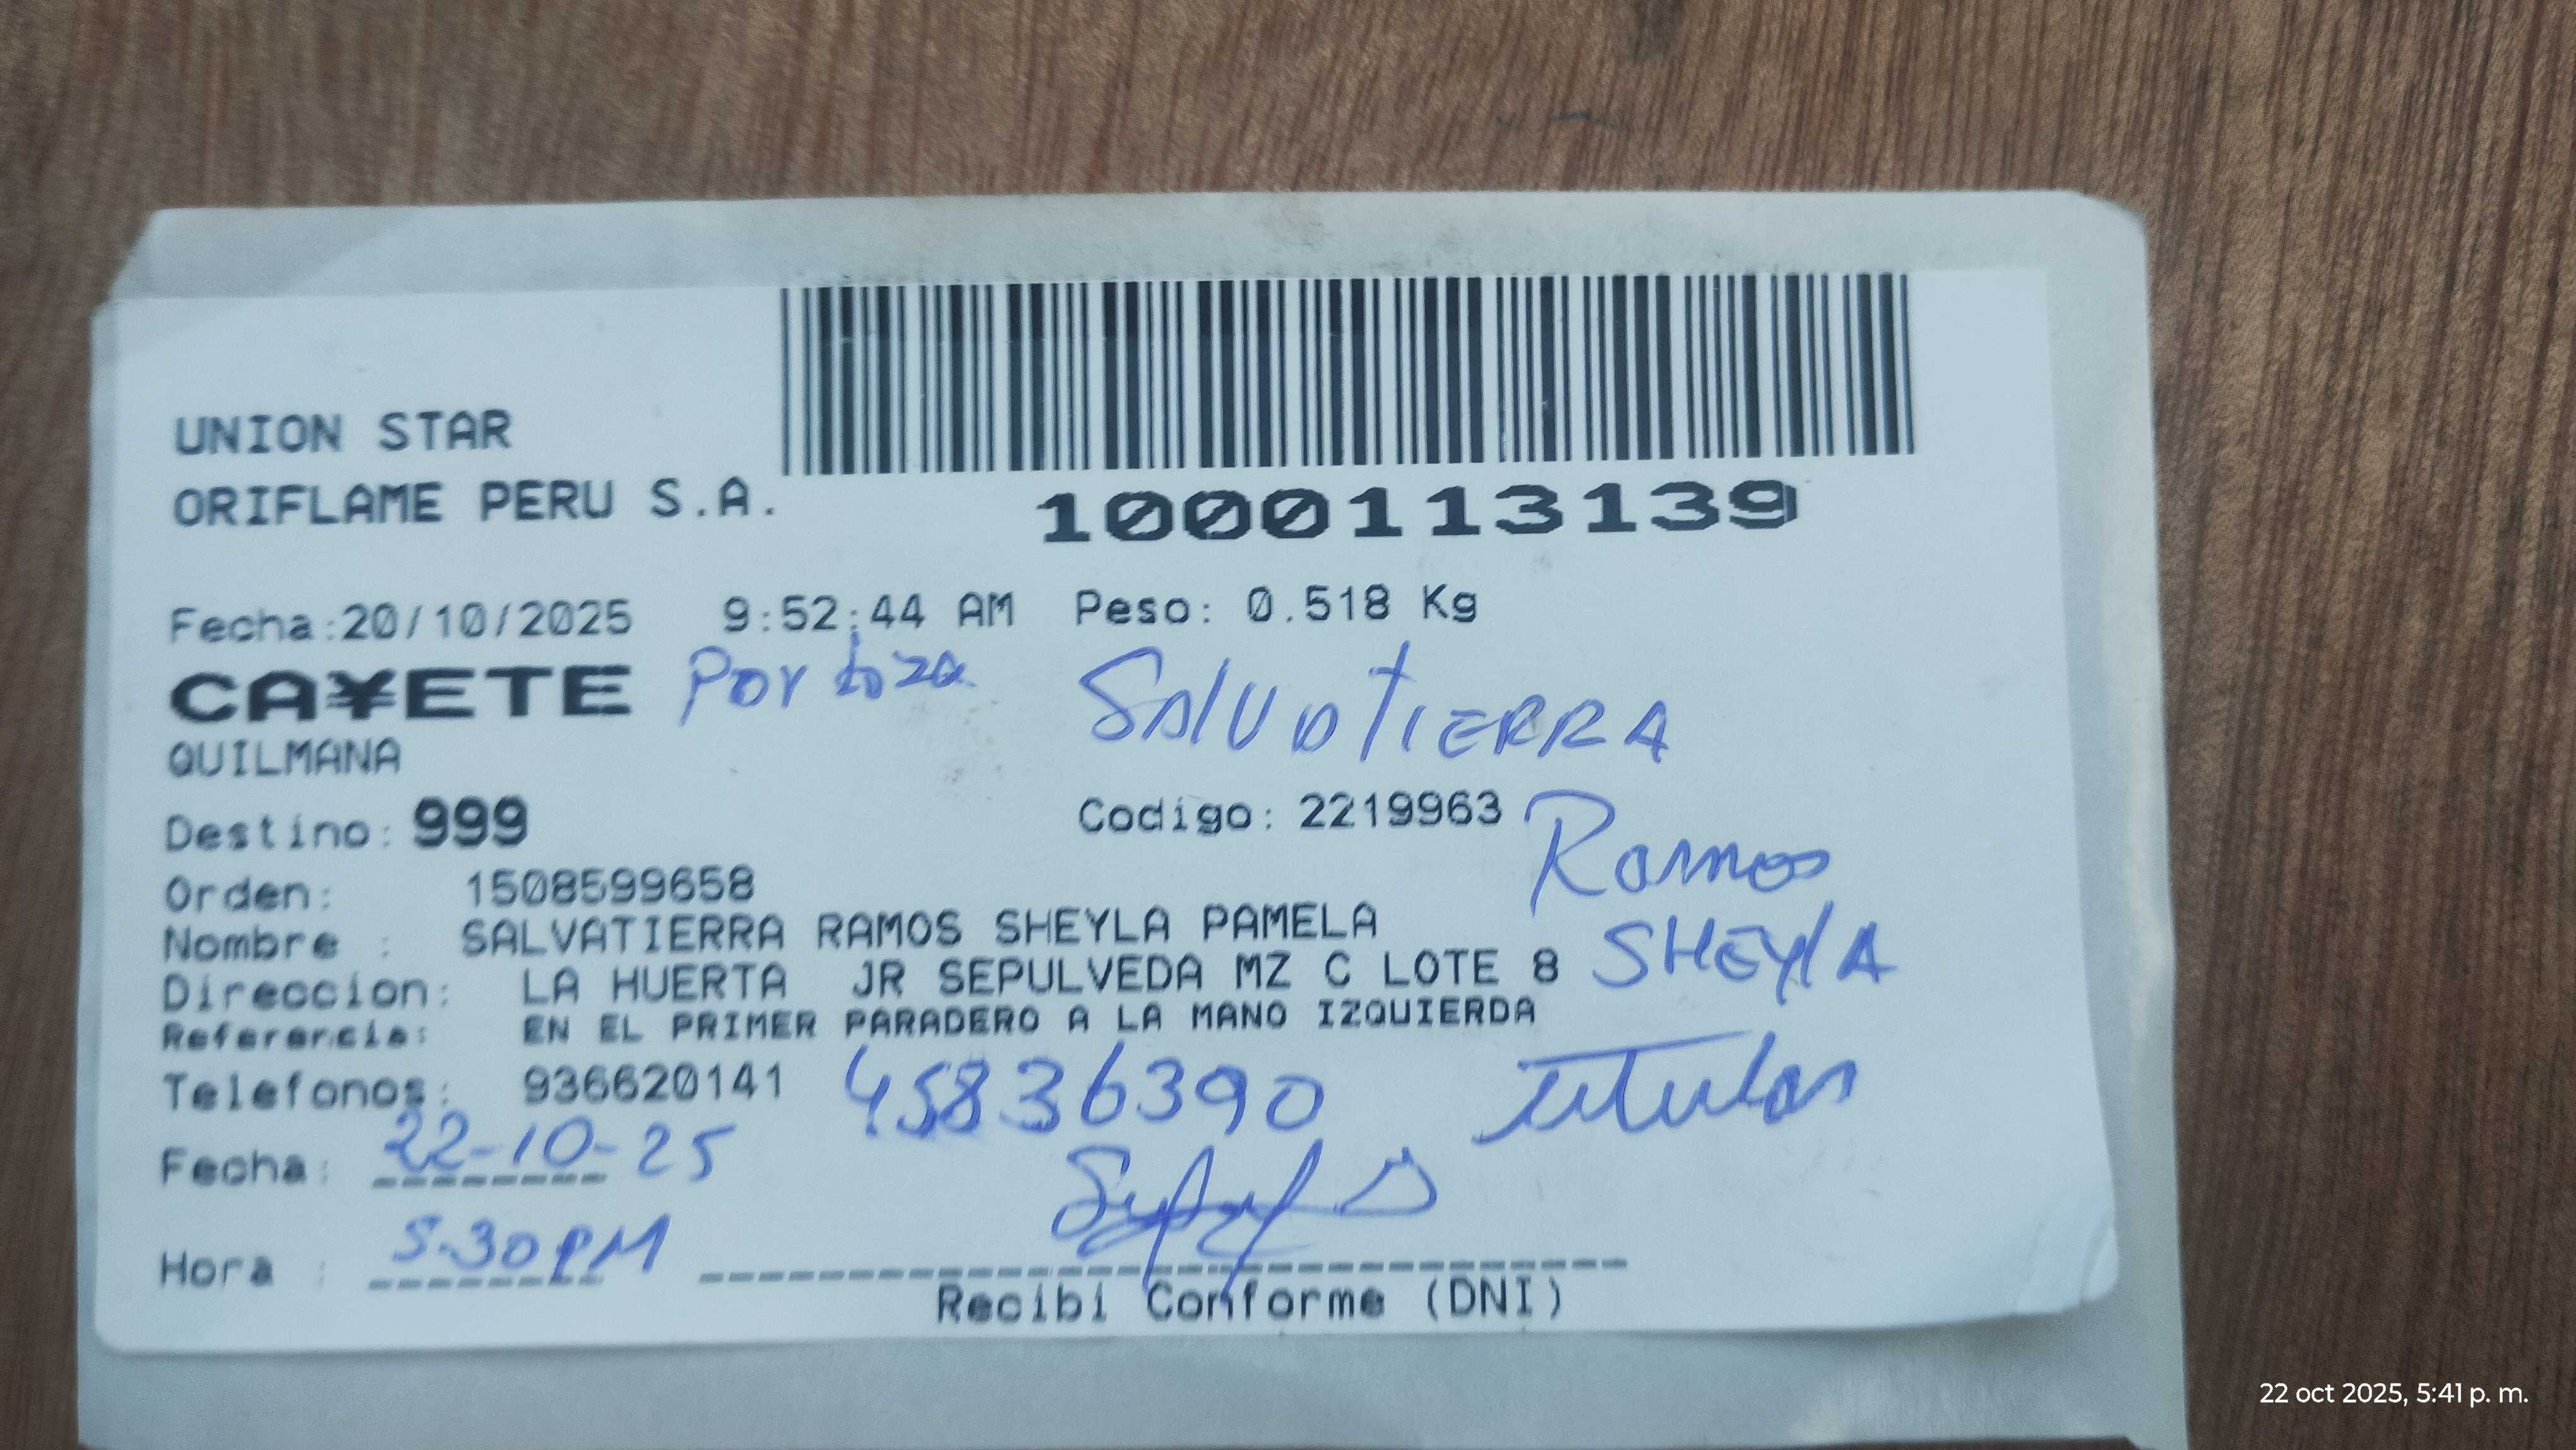 UNION STAR
ORIFLAME PERU S.A.
1000113139
Fecha:20/10/2025 9:52:44 AM Peso: 0.518 Kg
CA¥ETE Por
SalvaTIERRA
QUILMANA
Destino: 999 Codigo: 2219963
Ramos
Orden: 1508599658
Nombre : SALVATIERRA RAMOS SHEYLA PAMELA
SHEYlA
Direccion: LA HUERTA JR SEPULVEDA MZ C LOTE 8
Referencia: EN EL PRIMER PARADERO A LA MANO IZQUIERDA
Telefonos: 936620141 45836390
Fecha: 22-10-25
Hora : 5.30PM
Recibi Conforme (DNI)
22 oct 2025, 5:41 p. m.